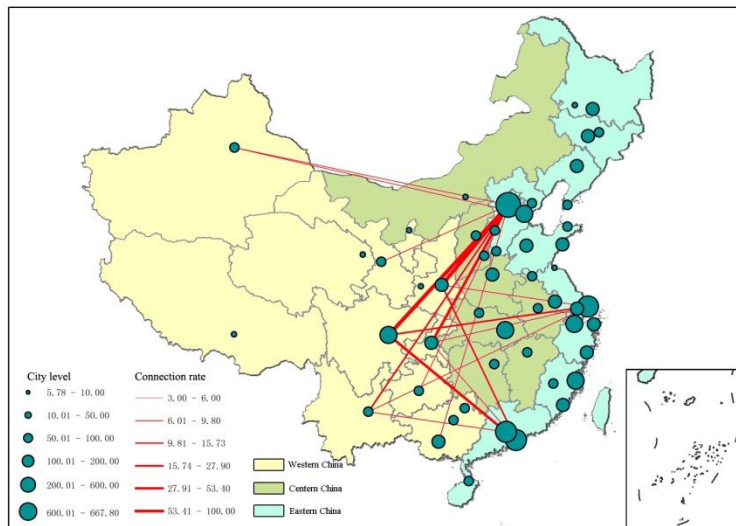 City level
5.78 - 10.00
10.01 - 50.00
50.01 - 100.00
100.01 - 200.00
200.01 - 600.00
600.01 - 667.80
Connection rate
3.00 - 6.00
6.01 - 9.80
9.81 - 15.73
15.74 - 27.90
27.91 - 53.40
53.41 - 100.00
Western China
Centern China
Eastern China